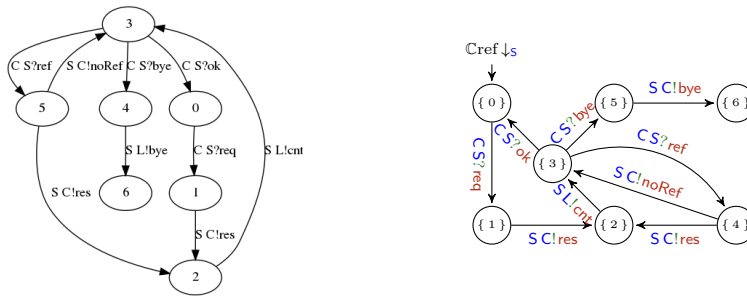 3
C S?ref
S C!noRef
C S?bye
C S?ok
5
4
0
S L!bye
C S?req
S L!cnt
6
1
S C!res
S C!res
2
ℂref ↓S
{ 0 }
{ 5 }
S C!bye
{ 6 }
C S?req
C S?ok
C S?bye
{ 3 }
C S?ref
S C!noRef
S L!cnt
{ 1 }
S C!res
{ 2 }
S C!res
{ 4 }